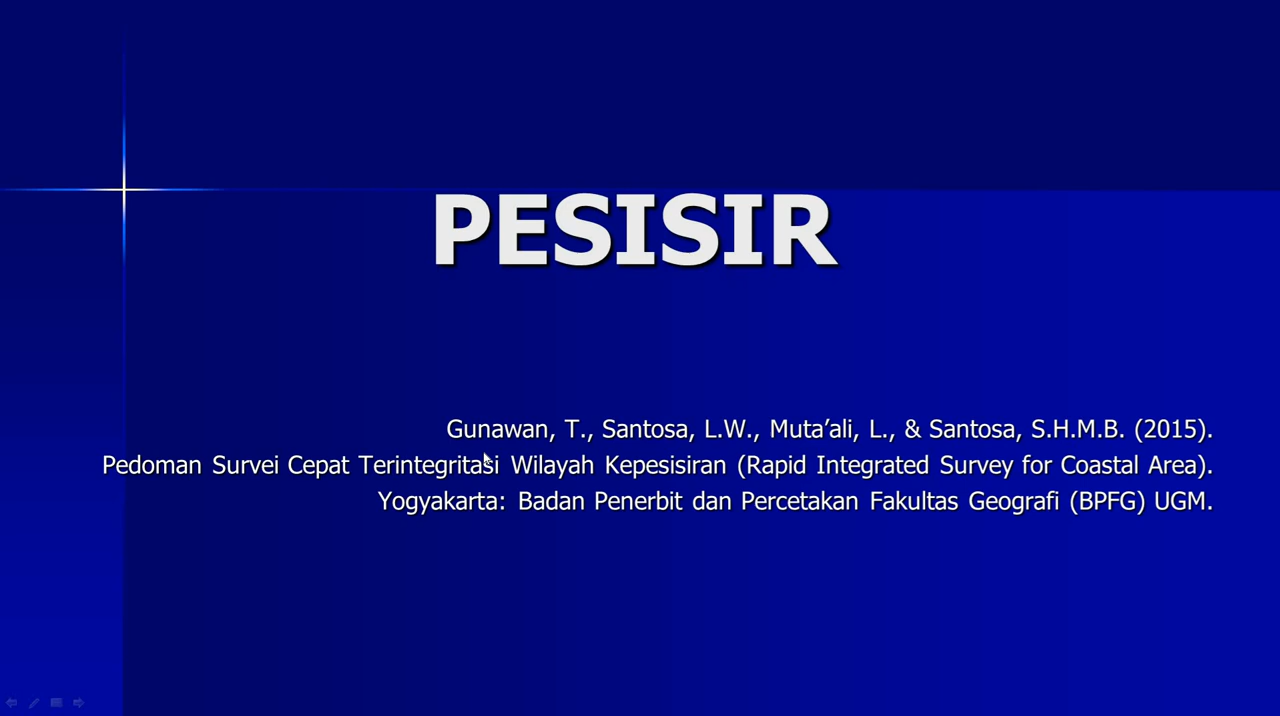 PESISIR
Gunawan, T., Santosa, L.W., Muta’ali, L., & Santosa, S.H.M.B. (2015).
Pedoman Survei Cepat Terintegritasi Wilayah Kepesisiran (Rapid Integrated Survey for Coastal Area).
Yogyakarta: Badan Penerbit dan Percetakan Fakultas Geografi (BPFG) UGM.